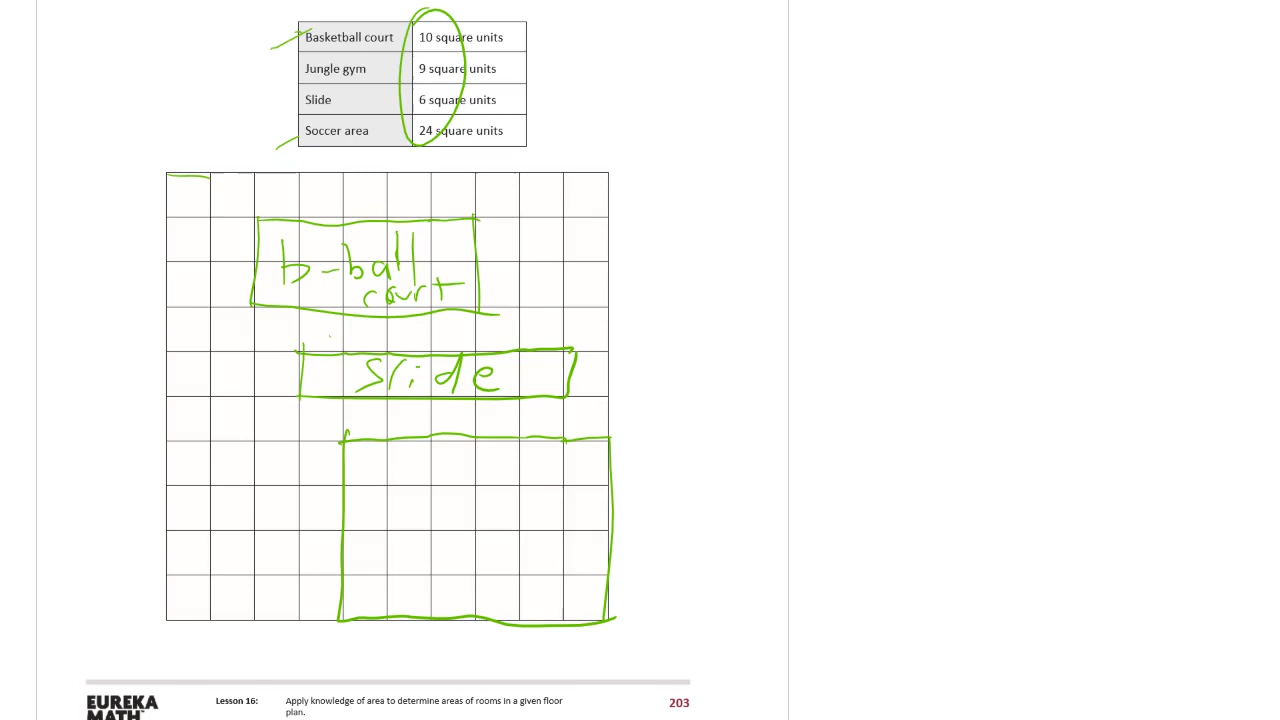 Basketball court 10 square units
Jungle gym 9 square units
Slide 6 square units
Soccer area 24 square units
b-ball
court
slide
EUREKA
MATH™
Lesson 16: Apply knowledge of area to determine areas of rooms in a given floor
plan.
203